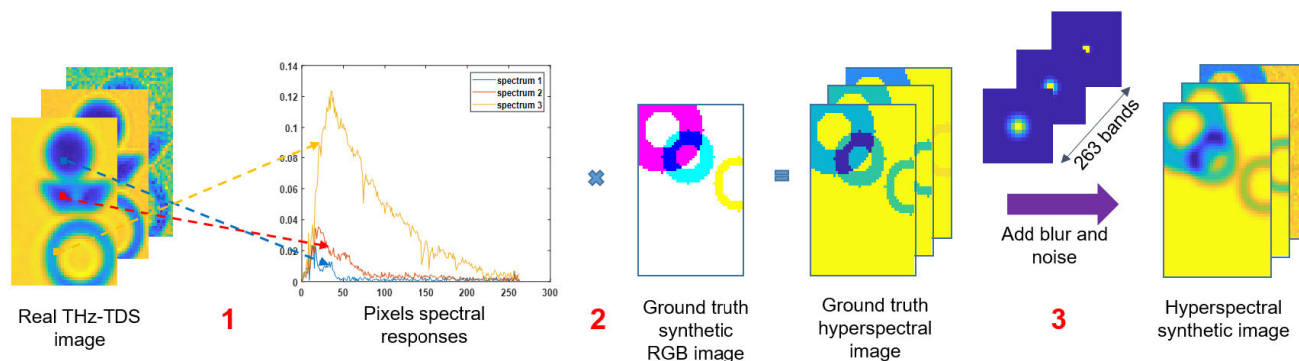 0.14
0.12
0.1
0.08
0.06
0.04
0.02
0
0 50 100 150 200 250 300
spectrum 1
spectrum 2
spectrum 3
263 bands
Add blur and
noise
Real THz-TDS
image
1
Pixels spectral
responses
2
Ground truth
synthetic
RGB image
Ground truth
hyperspectral
image
3
Hyperspectral
synthetic image